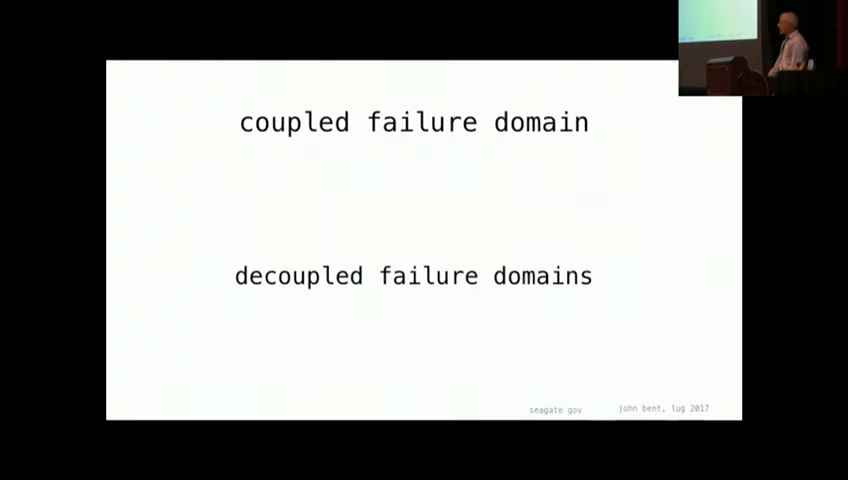 coupled failure domain
decoupled failure domains
seagate gov
john bent, lug 2017